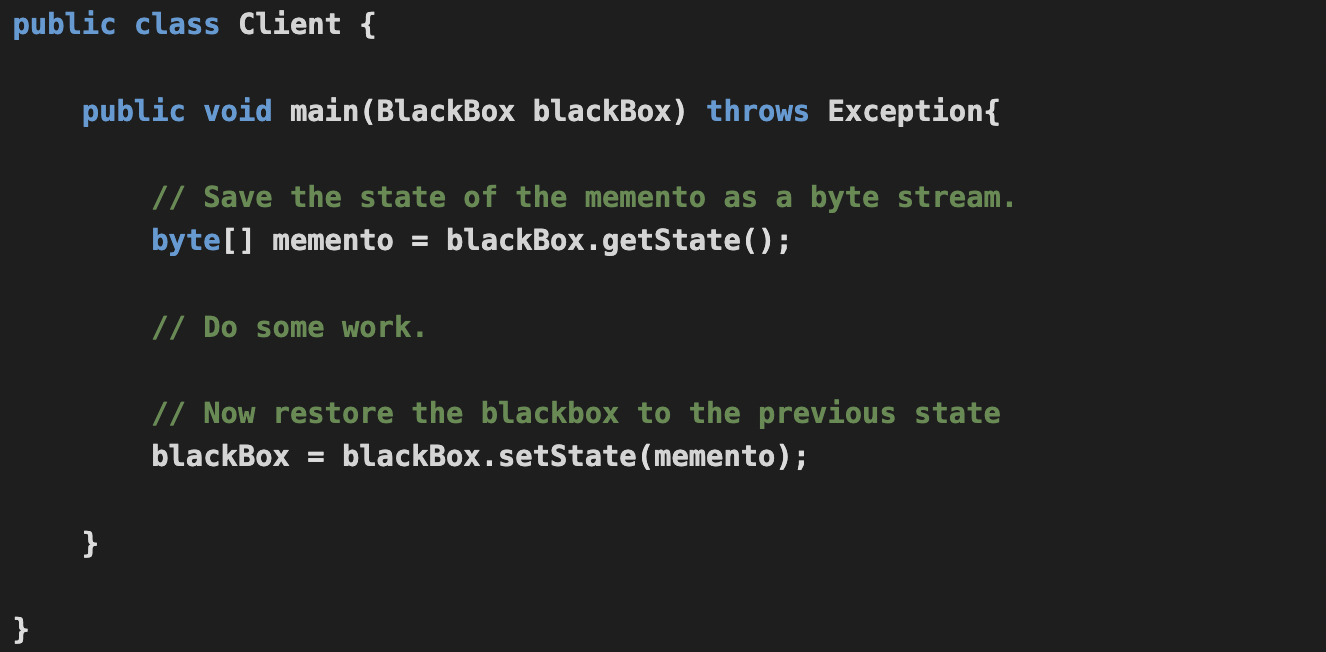 public class Client {
public void main(BlackBox blackBox) throws Exception{
// Save the state of the memento as a byte stream.
byte[] memento = blackBox.getState();
// Do some work.
// Now restore the blackbox to the previous state
blackBox = blackBox.setState(memento);
}
}